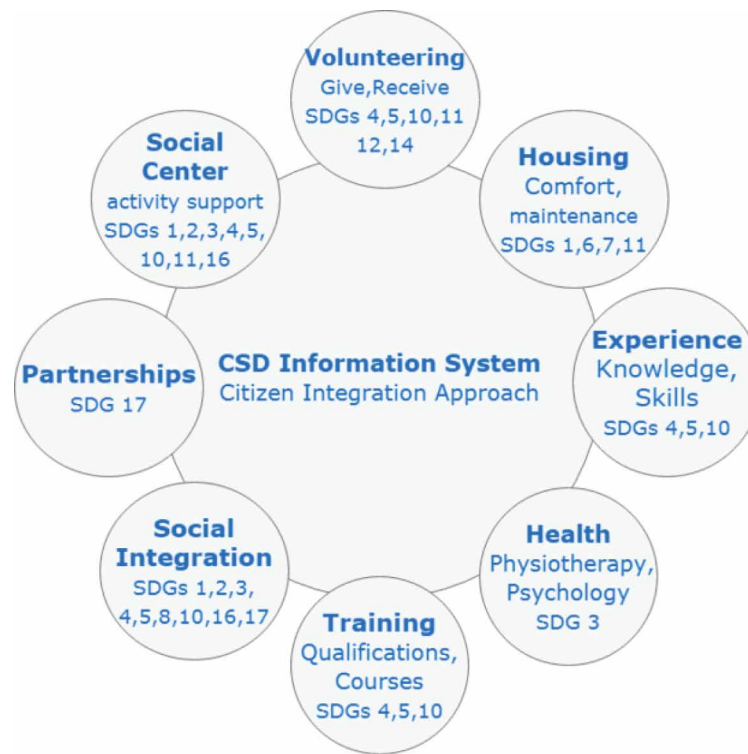 Volunteering
Give,Receive
SDGs 4,5,10,11
12,14
Housing
Comfort,
maintenance
SDGs 1,6,7,11
Experience
Knowledge,
Skills
SDGs 4,5,10
Health
Physiotherapy,
Psychology
SDG 3
Training
Qualifications,
Courses
SDGs 4,5,10
Social
Integration
SDGs 1,2,3,
4,5,8,10,16,17
Partnerships
SDG 17
Social
Center
activity support
SDGs 1,2,3,4,5,
10,11,16
CSD Information System
Citizen Integration Approach